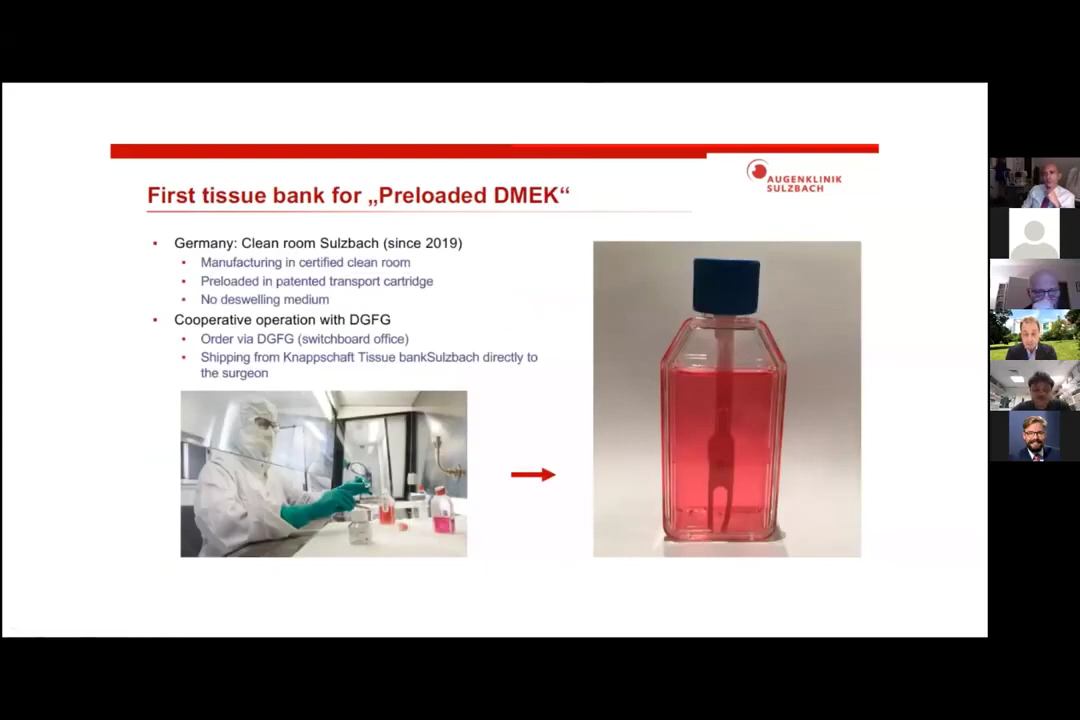 AUGENKLINIK
SULZBACH
First tissue bank for „Preloaded DMEK“
Germany: Clean room Sulzbach (since 2019)
Manufacturing in certified clean room
Preloaded in patented transport cartridge
No deswelling medium
Cooperative operation with DGFG
Order via DGFG (switchboard office)
Shipping from Knappschaft Tissue bankSulzbach directly to
the surgeon